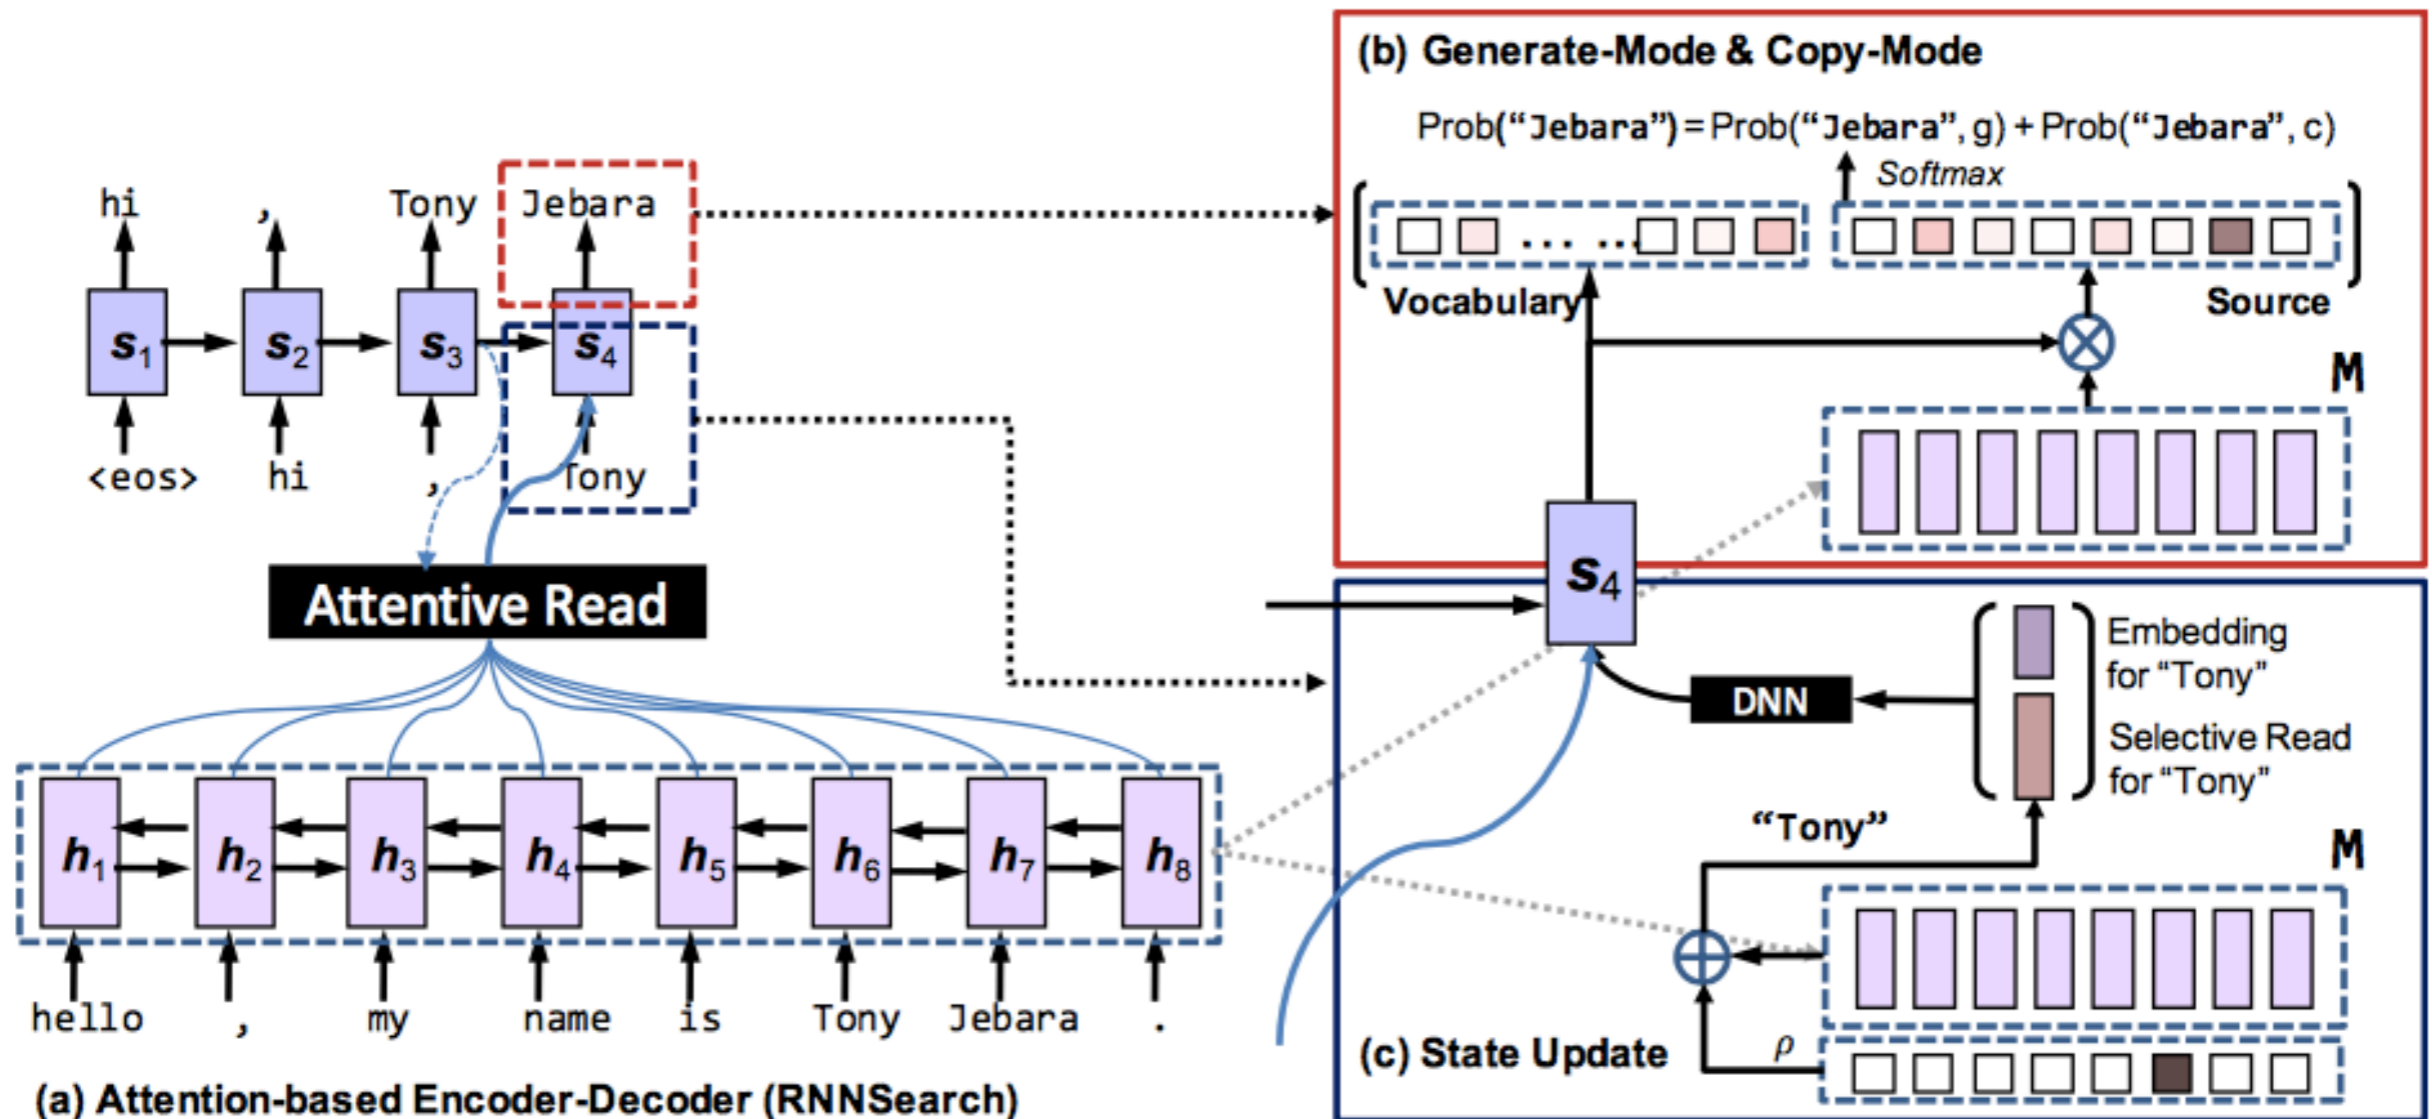 hi , Tony Jebara
s1 s2 s3 s4
<eos> hi , Tony
Attentive Read
h1 h2 h3 h4 h5 h6 h7 h8
hello , my name is Tony Jebara .
(a) Attention-based Encoder-Decoder (RNNSearch)
(b) Generate-Mode & Copy-Mode
Prob(“Jebara”) = Prob(“Jebara”, g) + Prob(“Jebara”, c)
Softmax
... ...
Vocabulary
Source
M
s4
Embedding
for “Tony”
DNN
Selective Read
for “Tony”
“Tony”
M
ρ
(c) State Update